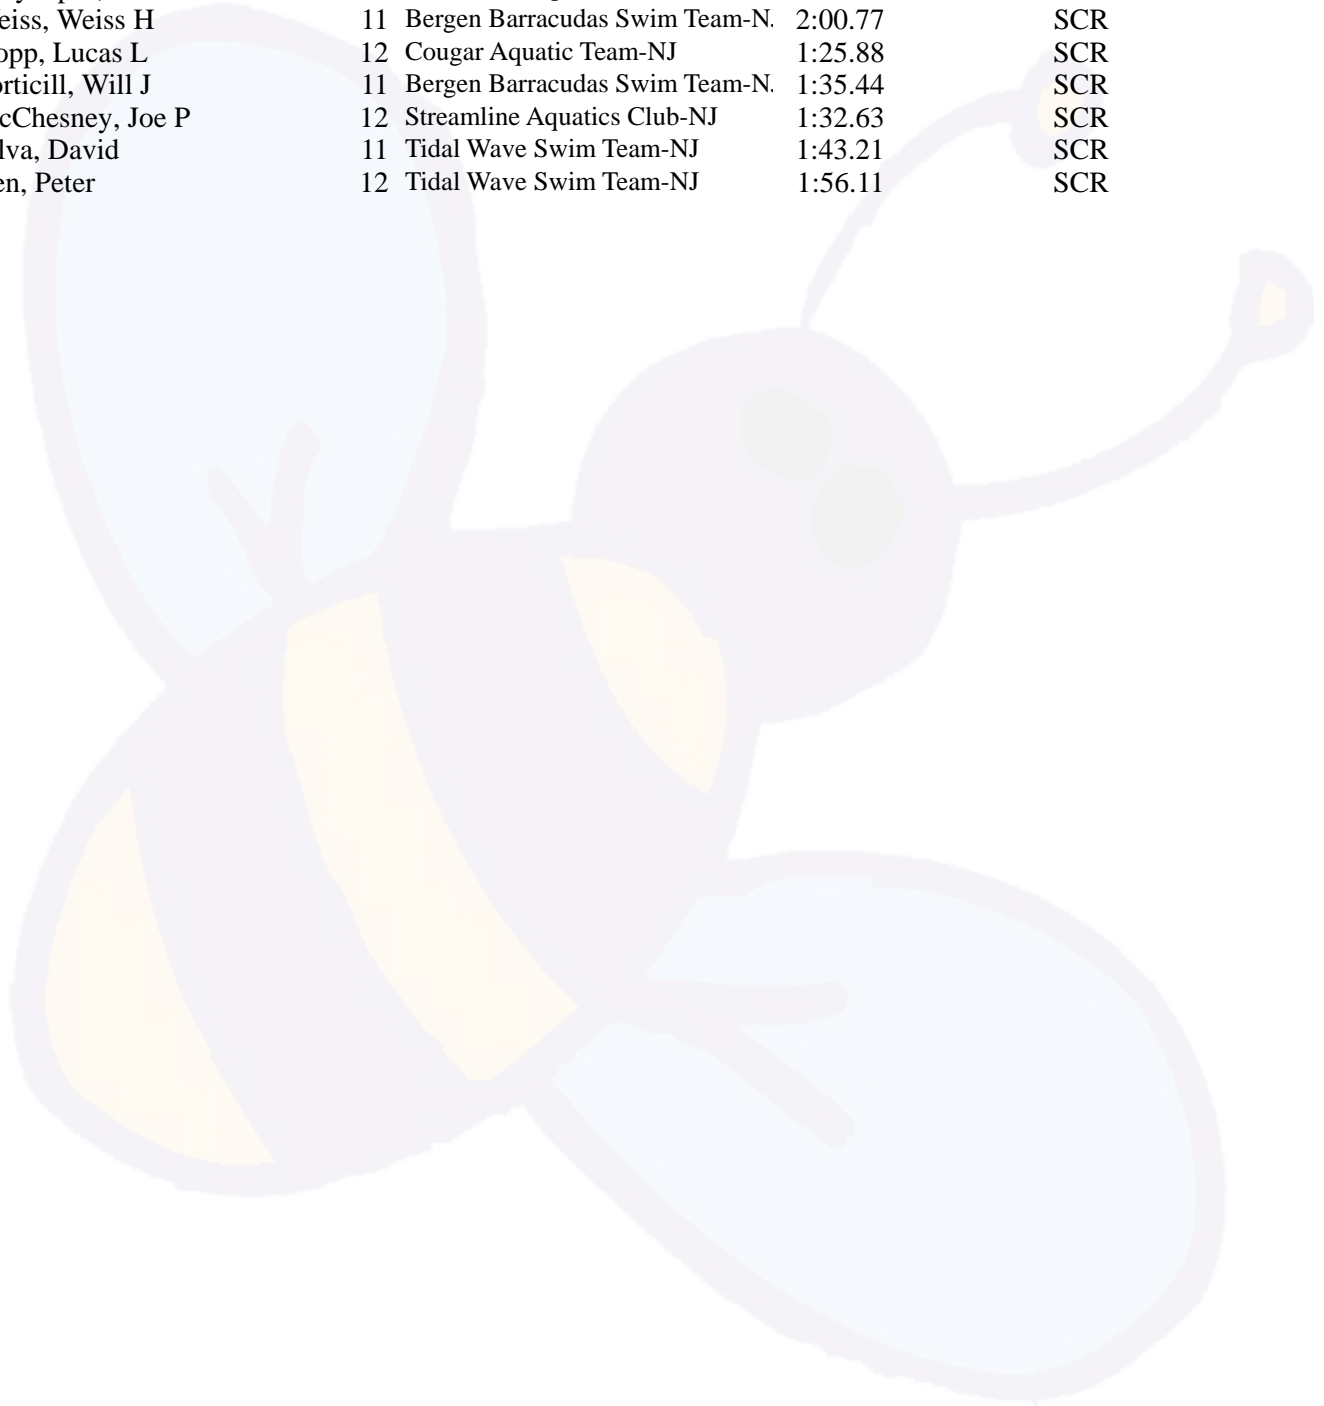 eiss, Weiss H 11 Bergen Barracudas Swim Team-N. 2:00.77 SCR
opp, Lucas L 12 Cougar Aquatic Team-NJ 1:25.88 SCR
orticill, Will J 11 Bergen Barracudas Swim Team-N. 1:35.44 SCR
cChesney, Joe P 12 Streamline Aquatics Club-NJ 1:32.63 SCR
lva, David 11 Tidal Wave Swim Team-NJ 1:43.21 SCR
en, Peter 12 Tidal Wave Swim Team-NJ 1:56.11 SCR